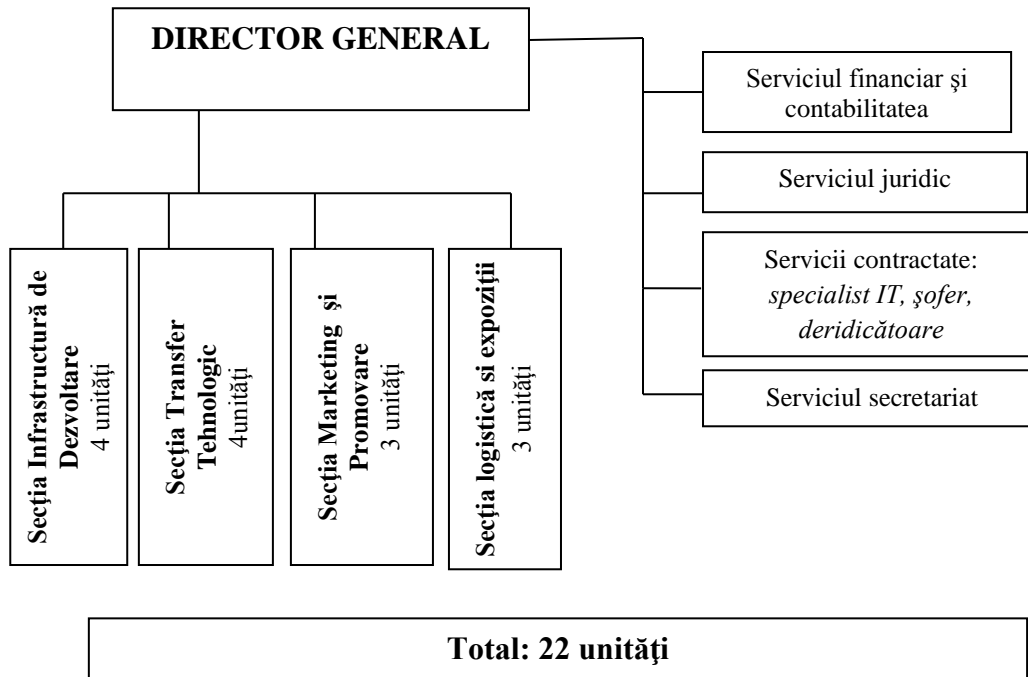 DIRECTOR GENERAL
Serviciul financiar şi
contabilitatea
Serviciul juridic
Servicii contractate:
specialist IT, şofer,
deridicătoare
Serviciul secretariat
Secţia Infrastructură de
Dezvoltare
4 unităţi
Secţia Transfer
Tehnologic
4unităţi
Secţia Marketing şi
Promovare
3 unităţi
Secţia logistică si expoziţii
3 unităţi
Total: 22 unităţi